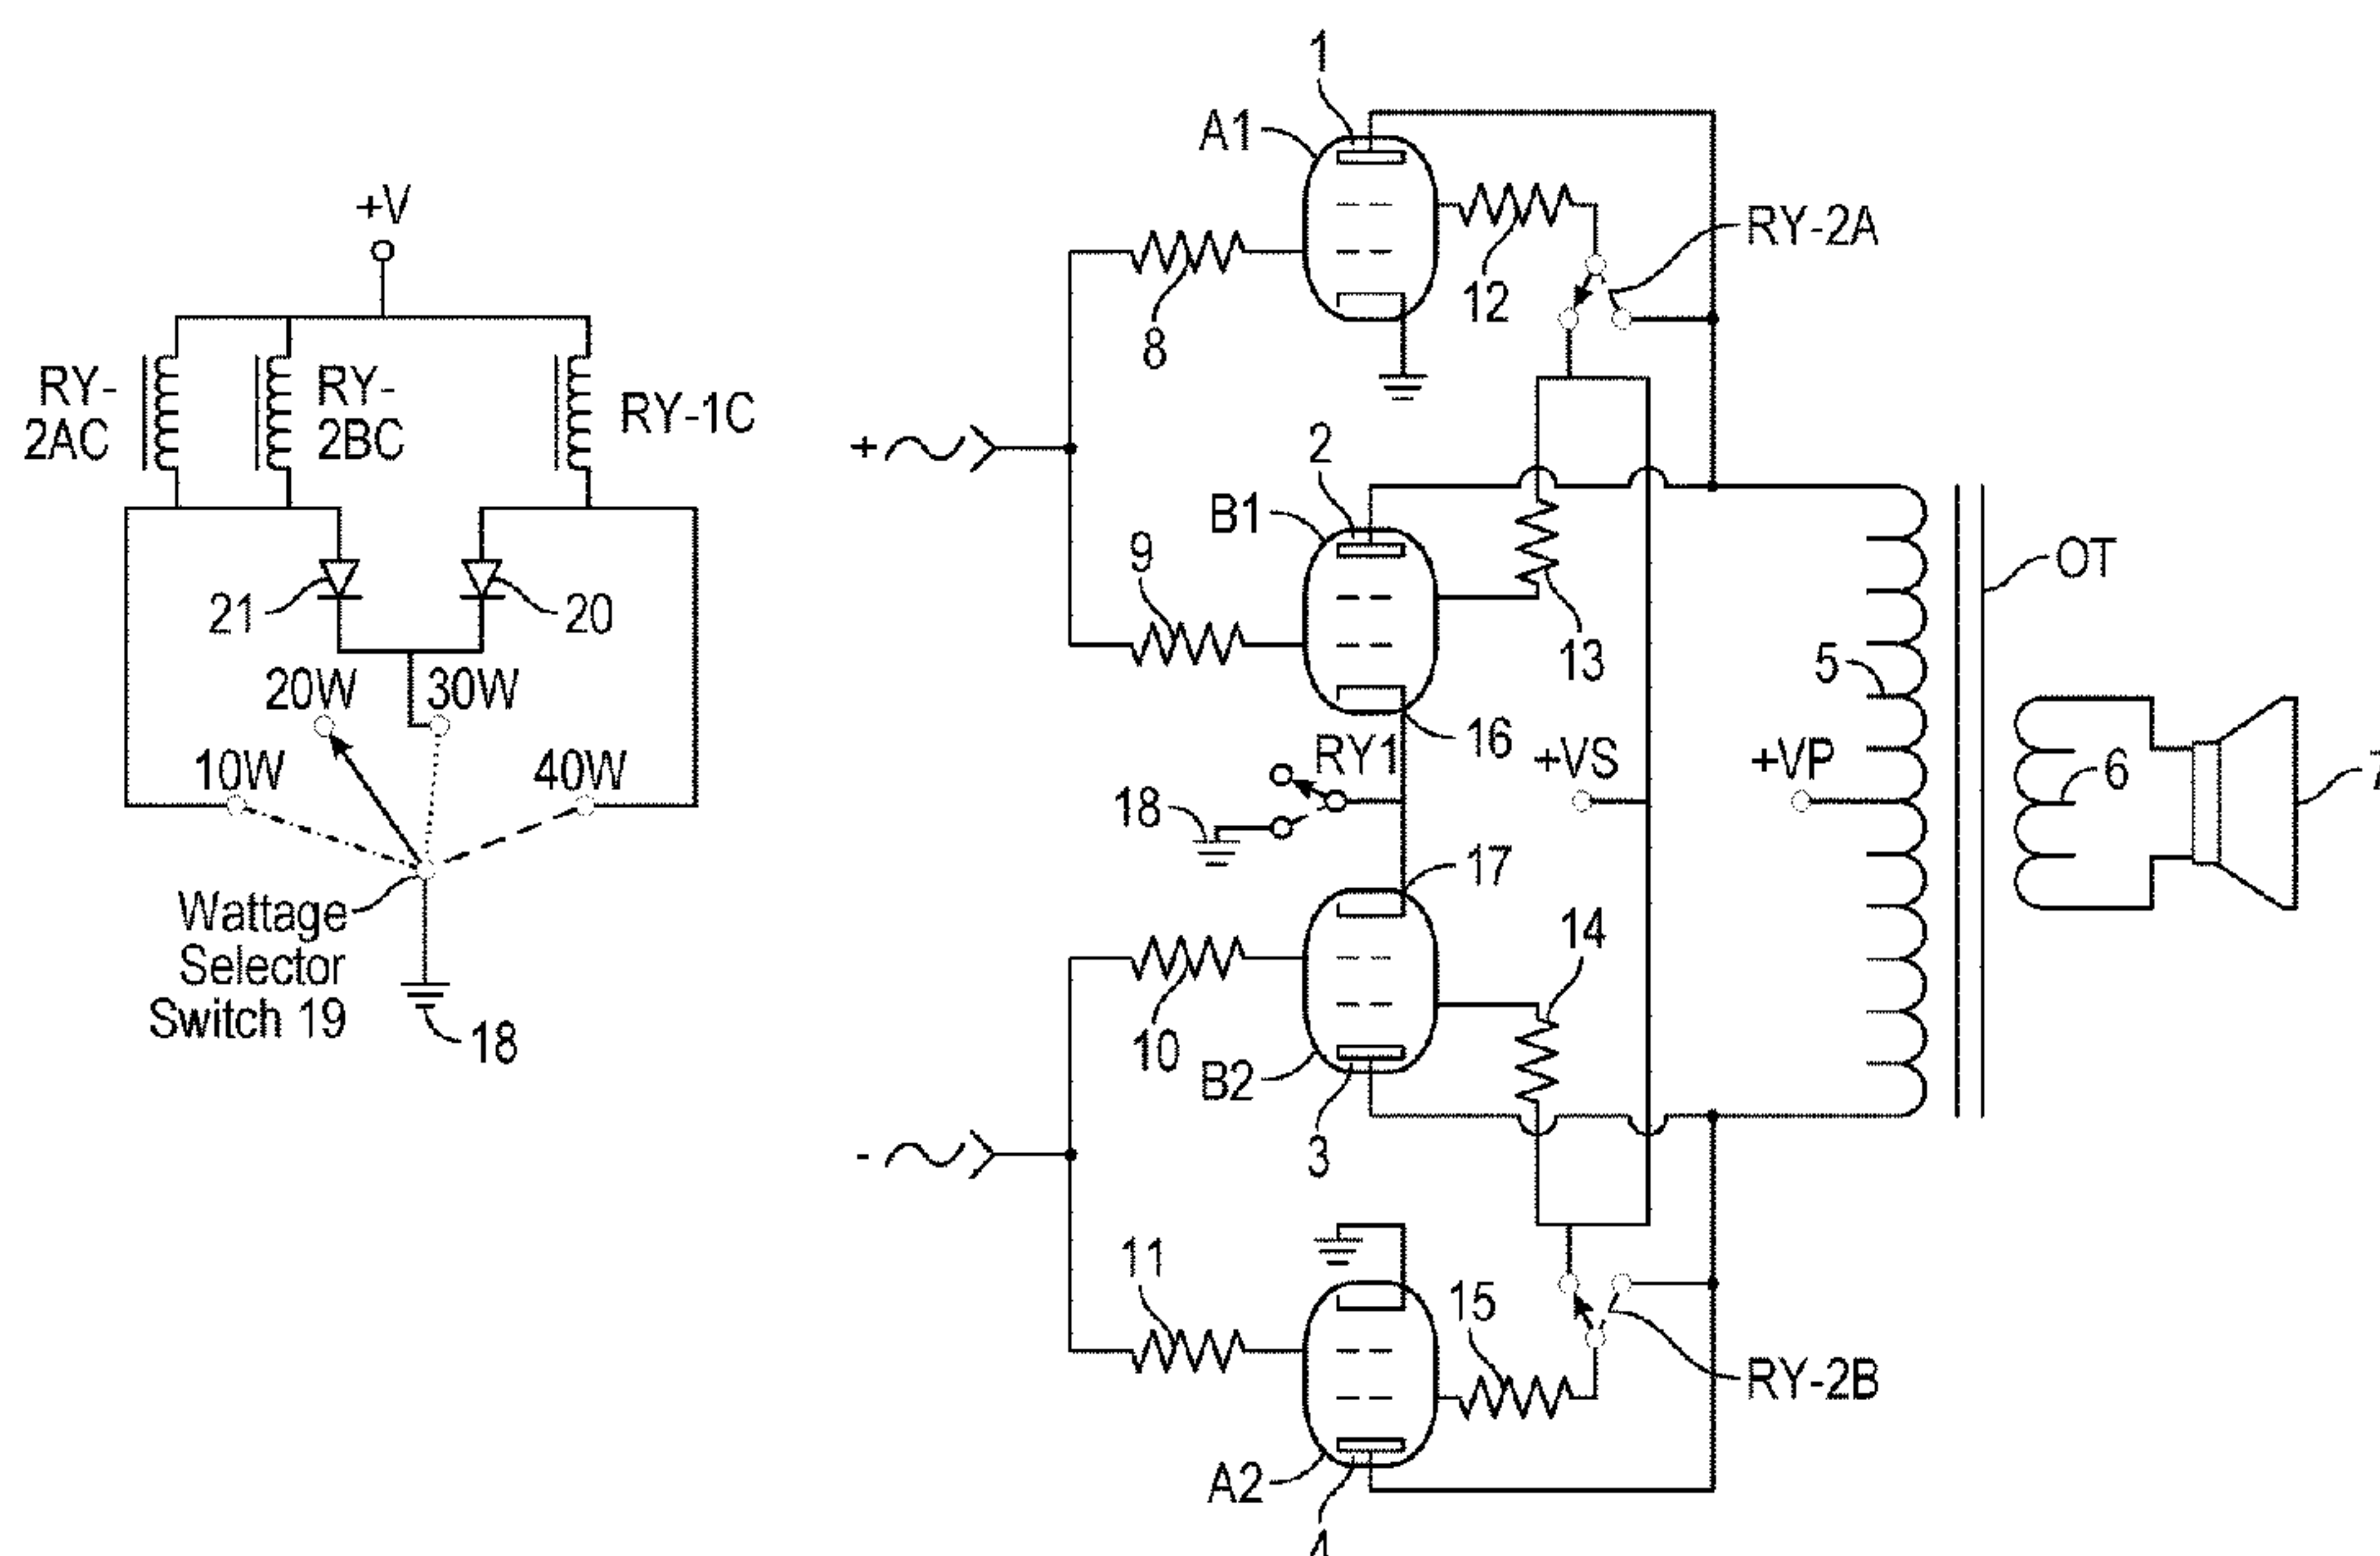 +V
RY-
2AC
RY-
2BC
RY-1C
21
20
20W
30W
10W
40W
Wattage
Selector
Switch 19
18
1
A1
8
12
RY-2A
+
2
B1
9
13
16
RY1
18
+VS
+VP
5
OT
6
7
17
14
10
B2
3
-
11
15
RY-2B
A2
4